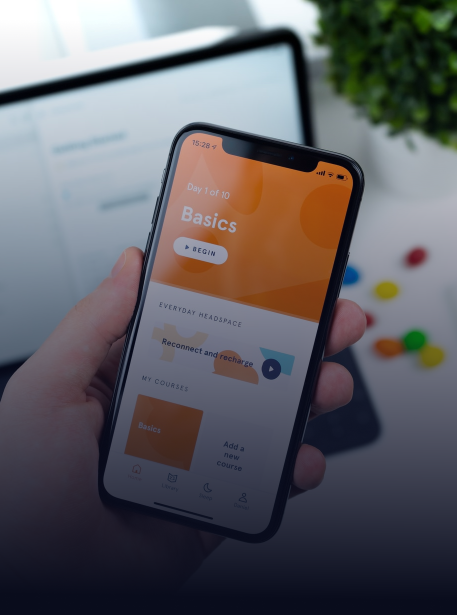 15:28
Day 1 of 10
Basics
BEGIN
EVERYDAY HEADSPACE
Reconnect and recharge
MY COURSES
Basics
Add a
new
course